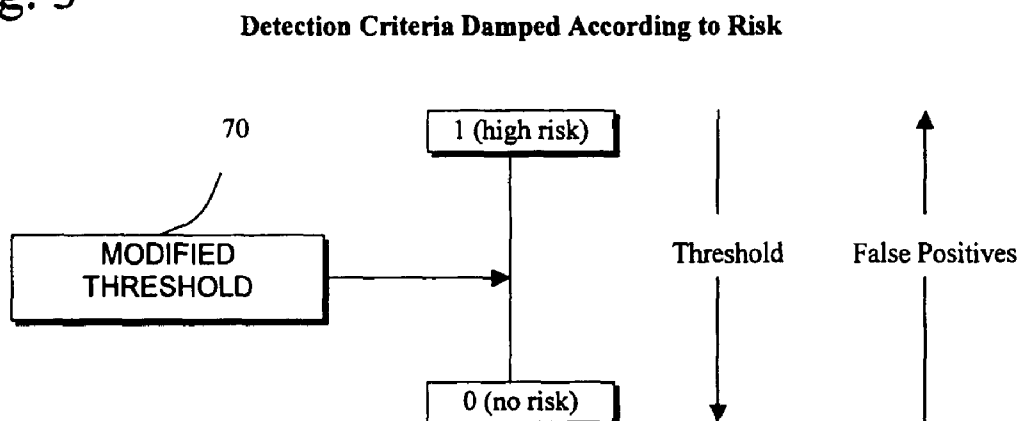 Detection Criteria Damped According to Risk
70
1 (high risk)
MODIFIED
THRESHOLD
Threshold
False Positives
0 (no risk)